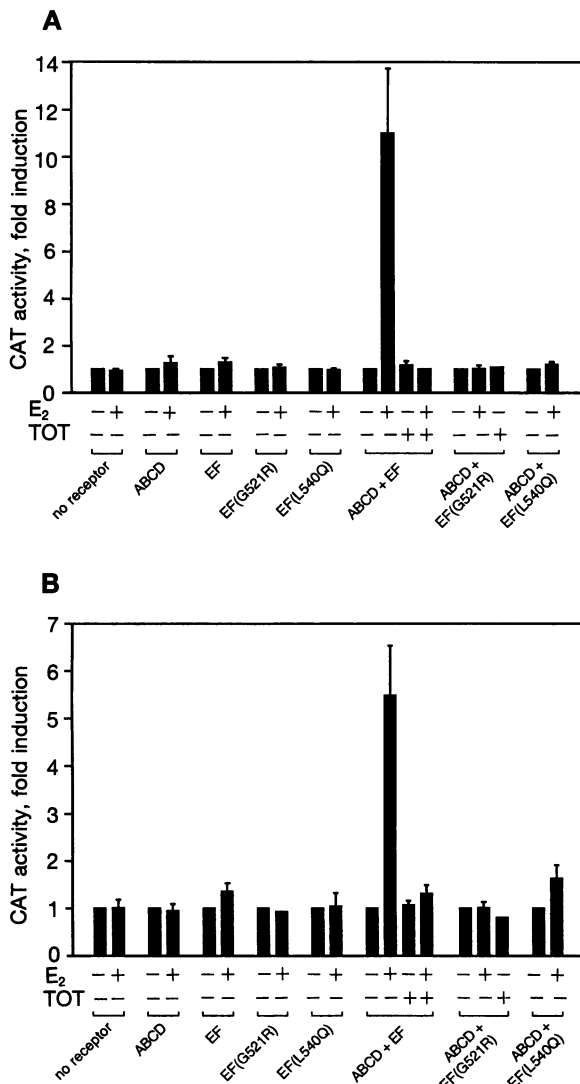 A
CAT activity, fold induction
14
12
10
8
6
4
2
0
E₂ – + – + – + – + – + – + – + – + – – +
TOT – – – – – – – – – – – – + + – – + – –
no receptor
ABCD
EF
EF(G521R)
EF(L540Q)
ABCD + EF
ABCD +
EF(G521R)
ABCD +
EF(L540Q)
B
CAT activity, fold induction
7
6
5
4
3
2
1
0
E₂ – + – + – + – + – + – + – + – + – – +
TOT – – – – – – – – – – – – + + – – + – –
no receptor
ABCD
EF
EF(G521R)
EF(L540Q)
ABCD + EF
ABCD +
EF(G521R)
ABCD +
EF(L540Q)